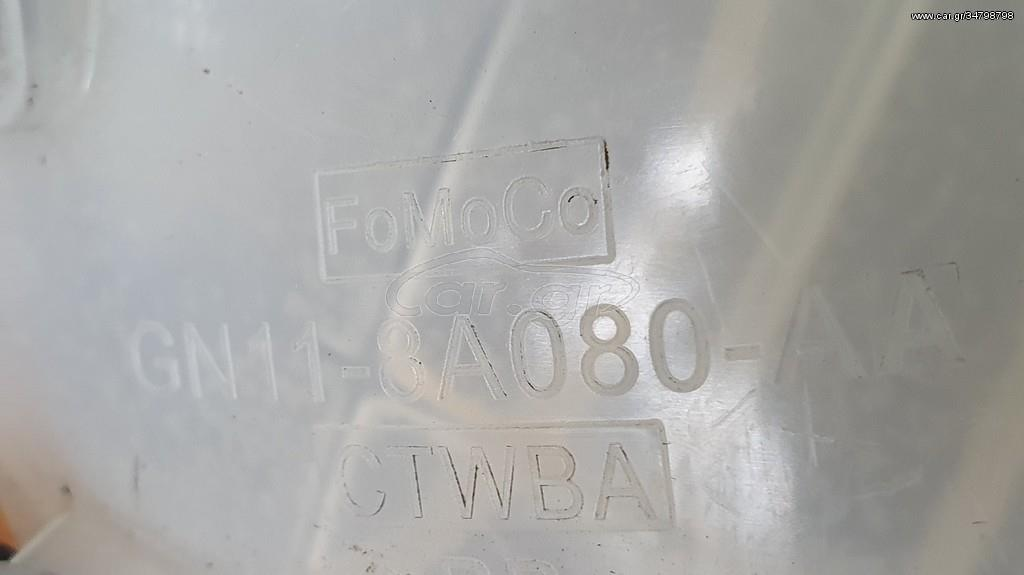 www.car.gr/34798798
FoMoCo
car.gr
GN11-8A080-AA
CTWBA